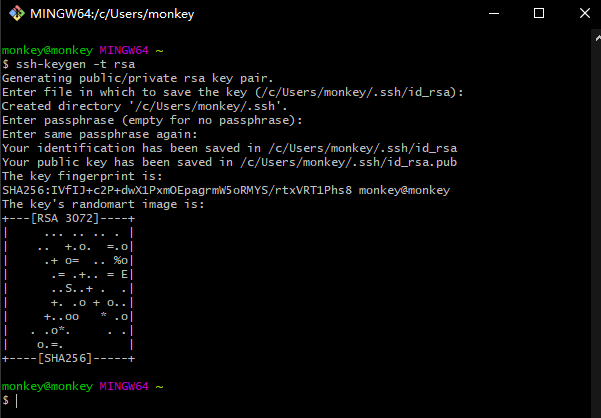 MINGW64:/c/Users/monkey
monkey@monkey MINGW64 ~
$ ssh-keygen -t rsa
Generating public/private rsa key pair.
Enter file in which to save the key (/c/Users/monkey/.ssh/id_rsa):
Created directory '/c/Users/monkey/.ssh'.
Enter passphrase (empty for no passphrase):
Enter same passphrase again:
Your identification has been saved in /c/Users/monkey/.ssh/id_rsa
Your public key has been saved in /c/Users/monkey/.ssh/id_rsa.pub
The key fingerprint is:
SHA256:IVfIJ+c2P+dwX1PxmOEpagrmW5oRMYS/rtxVRT1Phs8 monkey@monkey
The key's randomart image is:
+---[RSA 3072]----+
|     ... .. .. . |
|    ..  +.o.  =.o|
|     .+ o=  .. %o|
|      .= .+.. = E|
|      ..S..+ .  .|
|      +. .o + o..|
|     +..oo   * .o|
|   . .o*.     . .|
|    o.=.         |
+----[SHA256]-----+
monkey@monkey MINGW64 ~
$